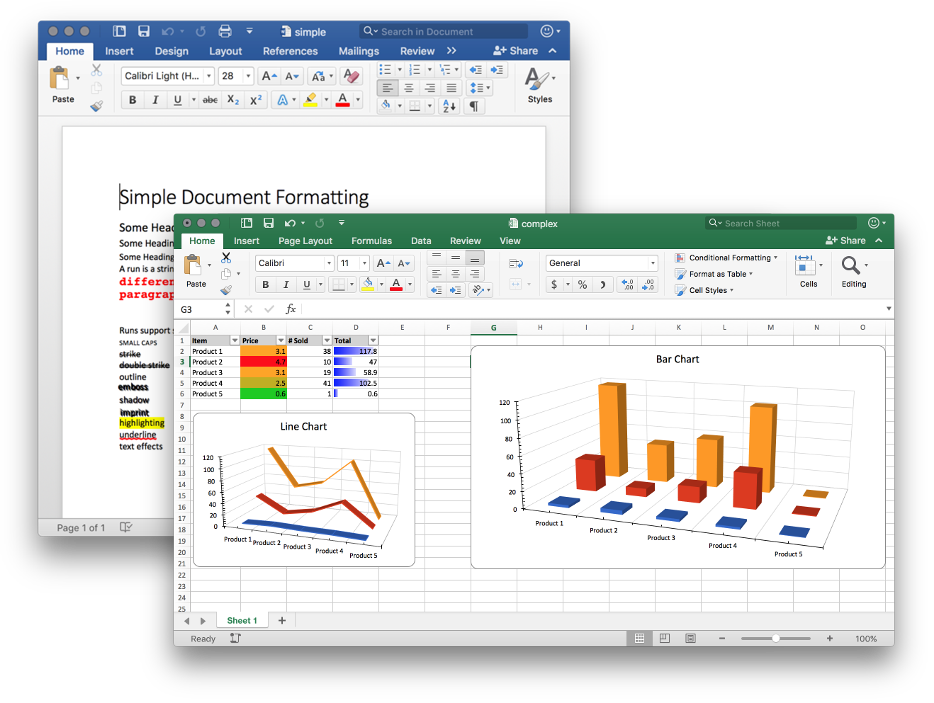 simple
Search in Document
Home Insert Design Layout References Mailings Review >> Share
Calibri Light (H... 28
Paste
Styles
Simple Document Formatting
Some Hea
Some Headin
Some Heading
A run is a strin
differen
paragrap
Runs support s
SMALL CAPS
strike
double strike
outline
emboss
shadow
imprint
highlighting
underline
text effects
Page 1 of 1
complex
Search Sheet
Home Insert Page Layout Formulas Data Review View Share
Paste
Calibri 11
General
Conditional Formatting
Format as Table
Cell Styles
Cells
Editing
G3 fx
A B C D E F G H I J K L M N O
1 Item Price # Sold Total
2 Product 1 3.1 38 117.8
3 Product 2 4.7 10 47
4 Product 3 3.1 19 58.9
5 Product 4 2.5 41 102.5
6 Product 5 0.6 1 0.6
7
8
9
10
11
12
13
14
15
16
17
18
19
20
21
22
23
24
25
Line Chart
120
100
80
60
40
20
0
Product 1
Product 2
Product 3
Product 4
Product 5
Bar Chart
120
100
80
60
40
20
0
Product 1
Product 2
Product 3
Product 4
Product 5
Sheet 1 +
Ready
100%